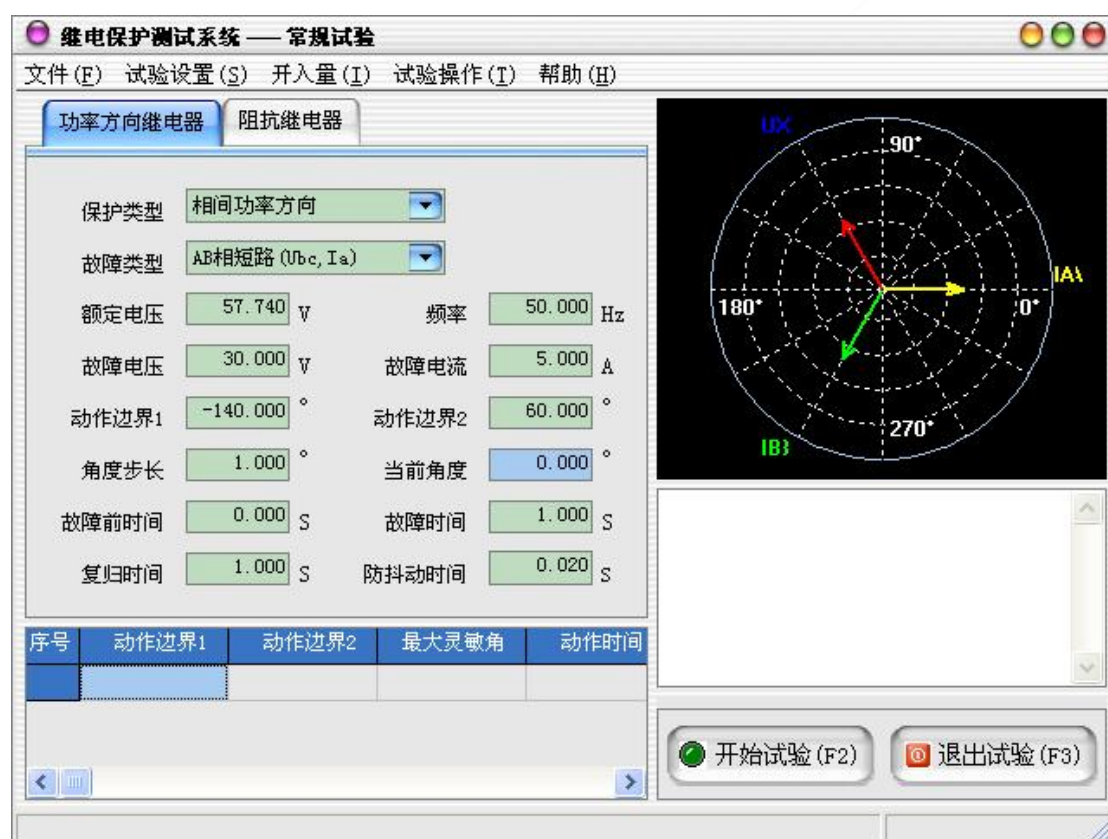 继电保护测试系统 — 常规试验
文件(F) 试验设置(S) 开入量(I) 试验操作(T) 帮助(H)
功率方向继电器 阻抗继电器
保护类型 相间功率方向
故障类型 AB相短路(Ubc,Ia)
额定电压 57.740 V 频率 50.000 Hz
故障电压 30.000 V 故障电流 5.000 A
动作边界1 -140.000 ° 动作边界2 60.000 °
角度步长 1.000 ° 当前角度 0.000 °
故障前时间 0.000 S 故障时间 1.000 S
复归时间 1.000 S 防抖动时间 0.020 S
序号 动作边界1 动作边界2 最大灵敏角 动作时间
90°
180°
0°
270°
开始试验(F2) 退出试验(F3)